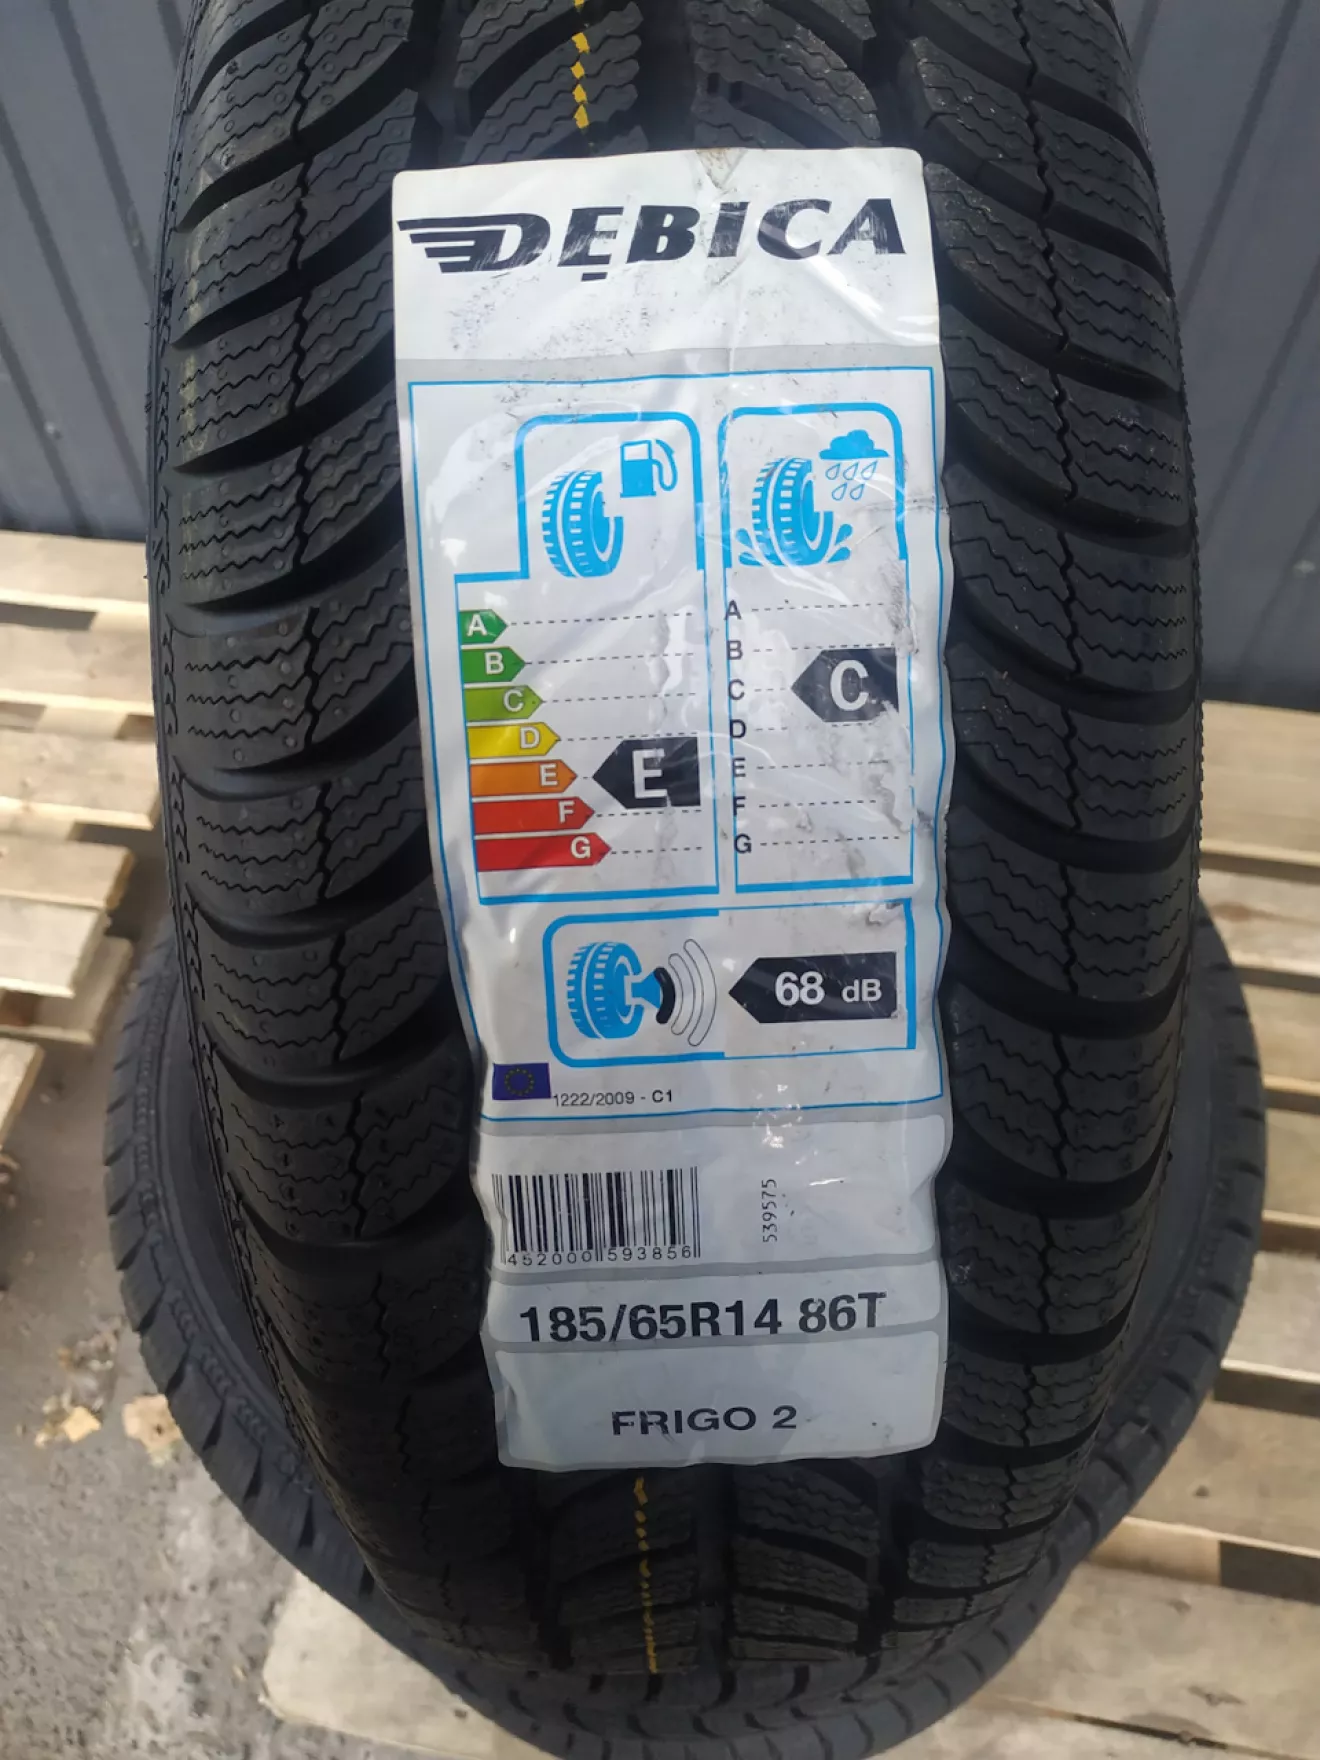 DĘBICA
A
B
C
D
E
F
G
E
A
B
C
D
E
F
G
C
68 dB
1222/2009 - C1
452000 593856
539575
185/65R14 86T
FRIGO 2